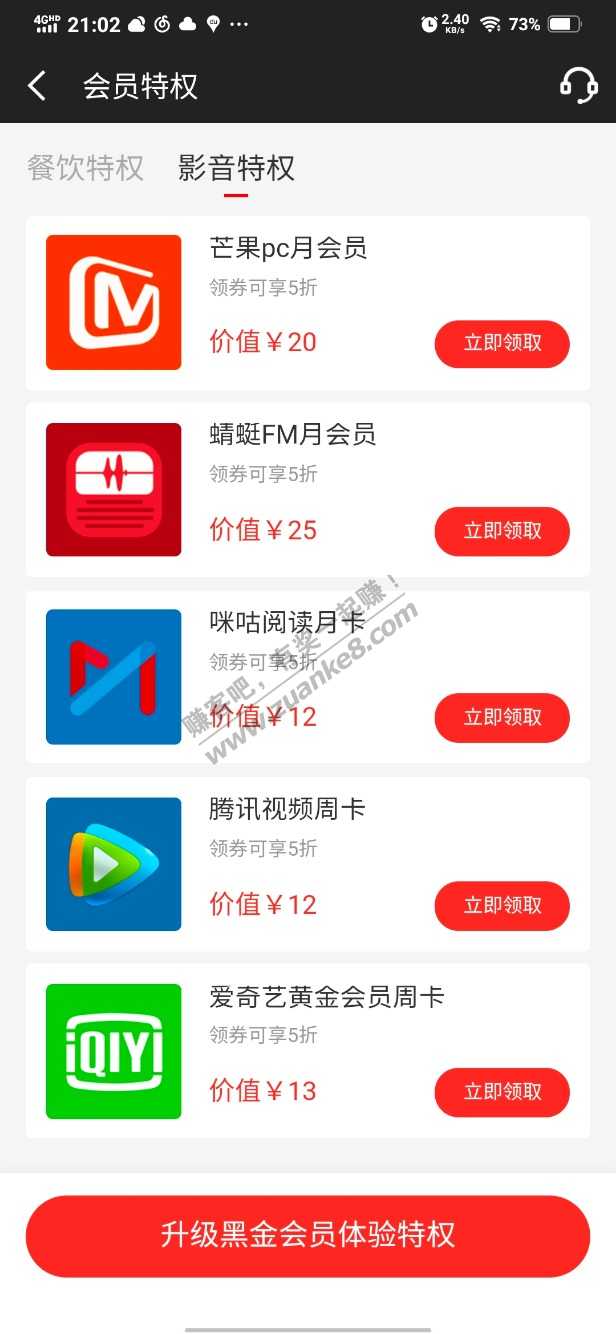 4GHD 21:02 2.40 KB/s 73%
会员特权
餐饮特权 影音特权
芒果pc月会员
领券可享5折
价值￥20 立即领取
蜻蜓FM月会员
领券可享5折
价值￥25 立即领取
咪咕阅读月卡
领券可享5折
价值￥12 立即领取
赚客吧，有奖一起赚！
www.zuanke8.com
腾讯视频周卡
领券可享5折
价值￥12 立即领取
iQIYI
爱奇艺黄金会员周卡
领券可享5折
价值￥13 立即领取
升级黑金会员体验特权